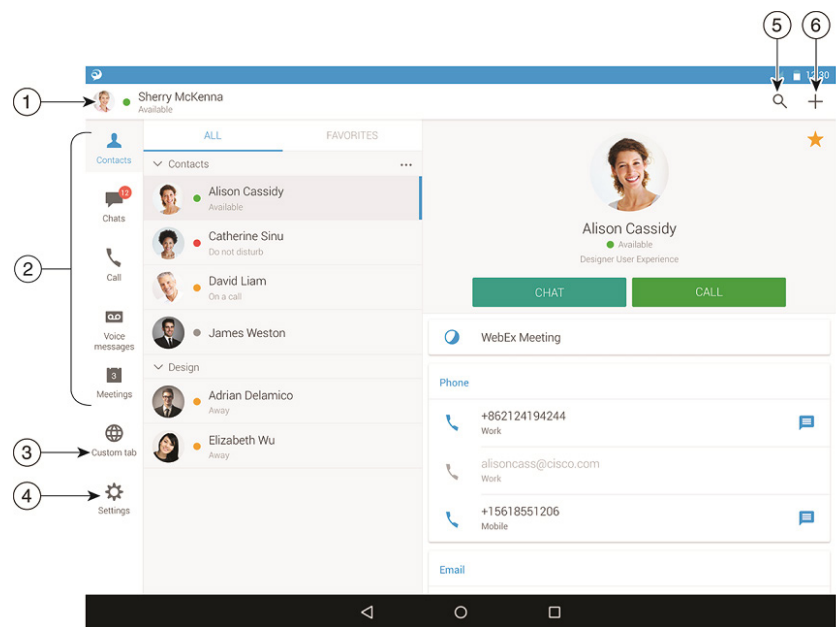 5
6
12:30
1
Sherry McKenna
Available
2
Contacts
12
Chats
Call
Voice
messages
3
Meetings
3
Custom tab
4
Settings
ALL
FAVORITES
Contacts
Alison Cassidy
Available
Catherine Sinu
Do not disturb
David Liam
On a call
James Weston
Design
Adrian Delamico
Away
Elizabeth Wu
Away
Alison Cassidy
Available
Designer User Experience
CHAT
CALL
WebEx Meeting
Phone
+862124194244
Work
alisoncass@cisco.com
Work
+15618551206
Mobile
Email